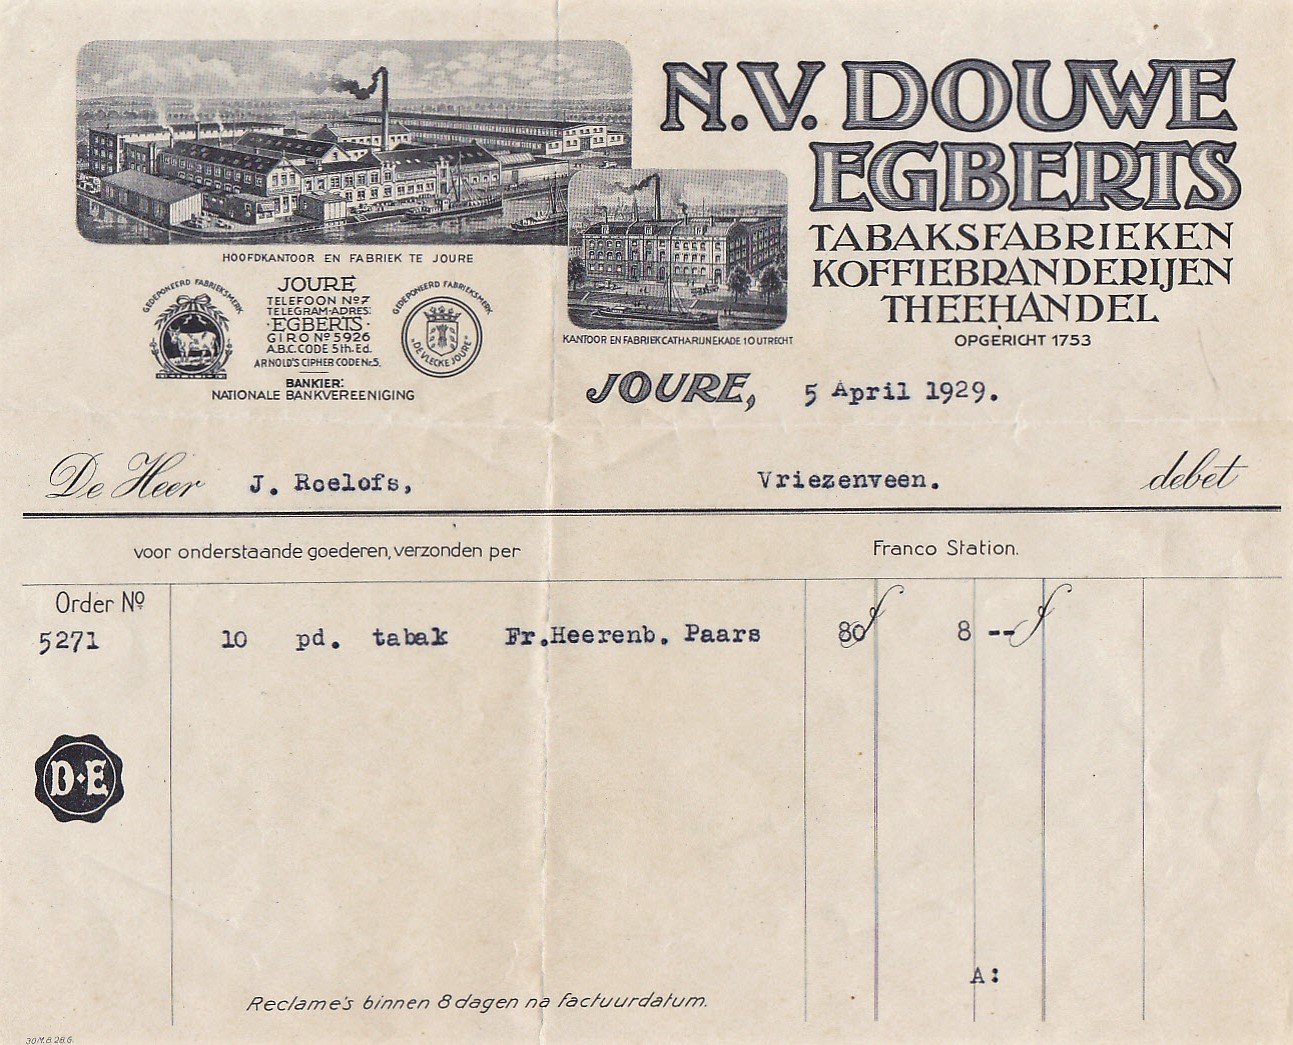 N.V. DOUWE
EGBERTS
TABAKSFABRIEKEN
KOFFIEBRANDERIJEN
THEEHANDEL
OPGERICHT 1753
HOOFDKANTOOR EN FABRIEK TE JOURE
KANTOOR EN FABRIEK CATHARIJNEKADE 10 UTRECHT
GEDEPONEERD FABRIEKSMERK
JOURE
TELEFOON No 7
TELEGRAM-ADRES:
·EGBERTS·
GIRO No 5926
A.B.C. CODE 5th. Ed.
ARNOLD'S CIPHER CODE Nr. 5.
BANKIER:
NATIONALE BANKVEREENIGING
GEDEPONEERD FABRIEKSMERK
"DE VLECKE JOURE"
JOURE, 5 April 1929.
De Heer J. Roelofs, Vriezenveen. debet
voor onderstaande goederen, verzonden per Franco Station.
Order No
5271 10 pd. tabak Fr.Heerenb. Paars 80 8 --
D·E
A:
Reclame's binnen 8 dagen na factuurdatum.
30M.8.28.G.